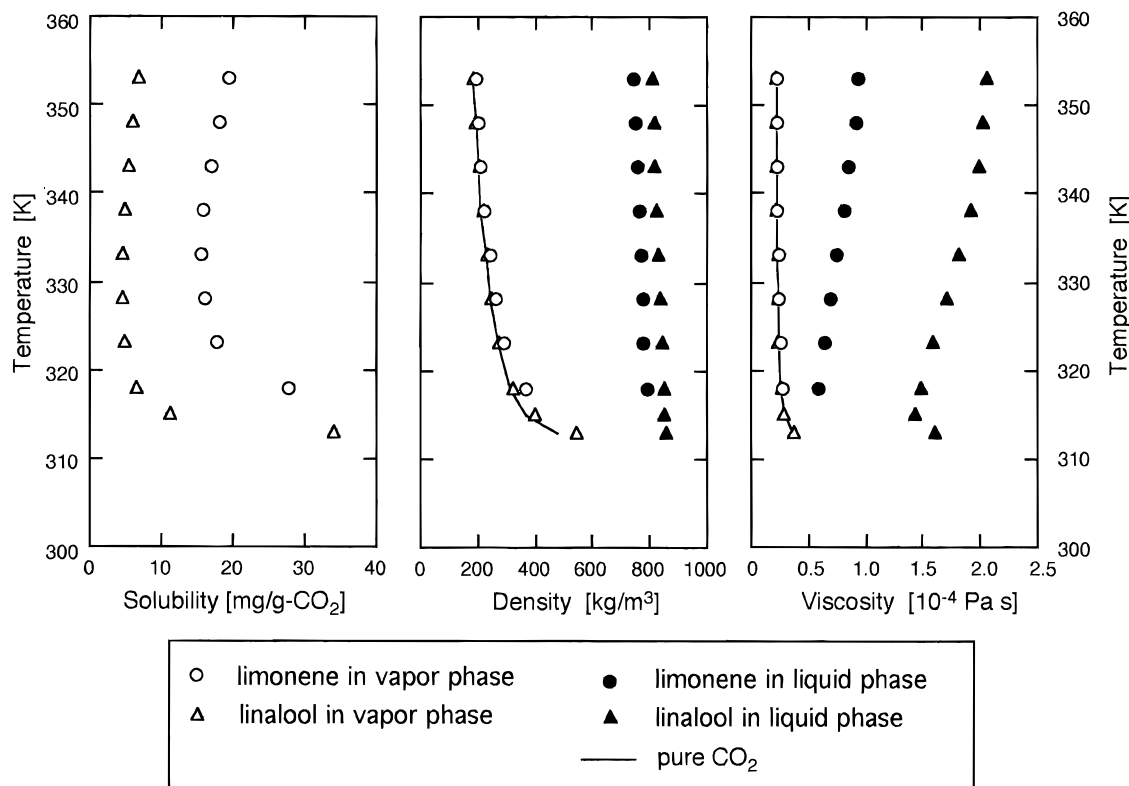 360
350
340
330
320
310
300
Temperature [K]
0 10 20 30 40
Solubility [mg/g-CO₂]
0 200 400 600 800 1000
Density [kg/m³]
0 0.5 1.0 1.5 2.0 2.5
Viscosity [10⁻⁴ Pa s]
360
350
340
330
320
310
300
Temperature [K]
limonene in vapor phase
linalool in vapor phase
limonene in liquid phase
linalool in liquid phase
pure CO₂